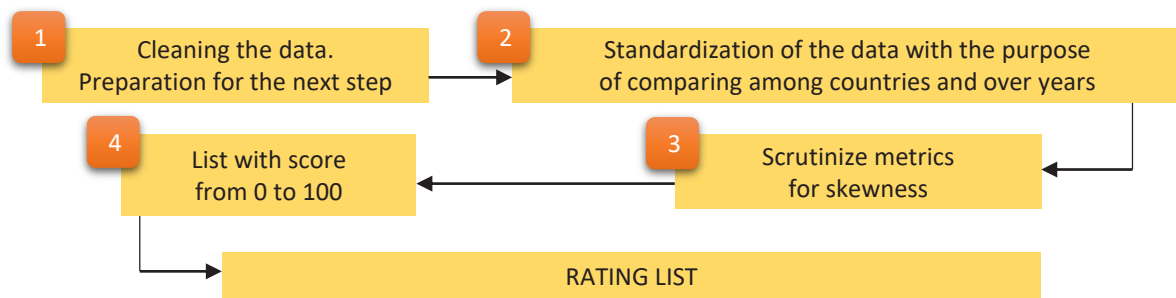 1
Cleaning the data.
Preparation for the next step
2
Standardization of the data with the purpose
of comparing among countries and over years
3
Scrutinize metrics
for skewness
4
List with score
from 0 to 100
RATING LIST